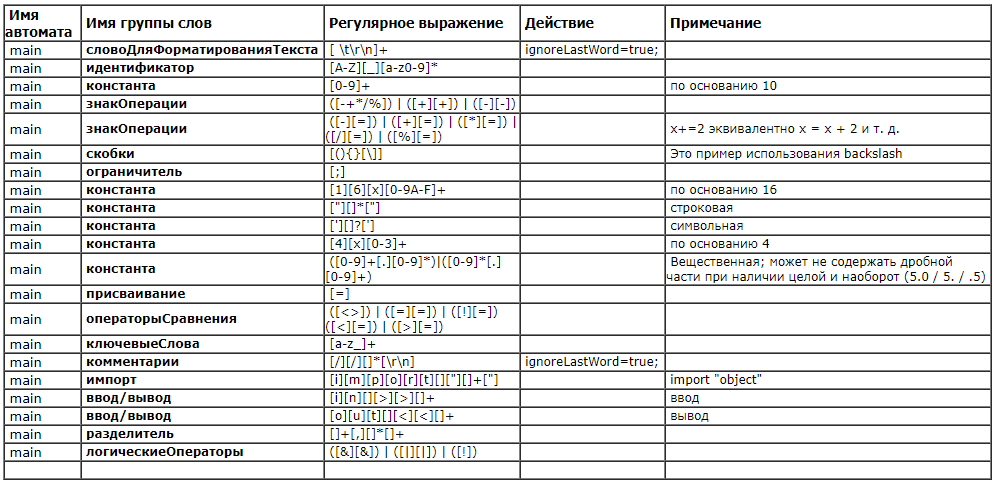 Имя автомата Имя группы слов Регулярное выражение Действие Примечание
main словоДляФорматированияТекста [ \t\r\n]+ ignoreLastWord=true;
main идентификатор [A-Z][_][a-z0-9]*
main константа [0-9]+ по основанию 10
main знакОперации ([-+*/%]) | ([+][+]) | ([-][-])
main знакОперации ([-][=]) | ([+][=]) | ([*][=]) |
([/][=]) | ([%][=]) x+=2 эквивалентно x = x + 2 и т. д.
main скобки [(){}[\]] Это пример использования backslash
main ограничитель [;]
main константа [1][6][x][0-9A-F]+ по основанию 16
main константа ["][]*["] строковая
main константа ['][]?['] символьная
main константа [4][x][0-3]+ по основанию 4
main константа ([0-9]+[.][0-9]*)|([0-9]*[.]
[0-9]+) Вещественная; может не содержать дробной
части при наличии целой и наоборот (5.0 / 5. / .5)
main присваивание [=]
main операторыСравнения ([<>]) | ([=][=]) | ([!][=])
([<][=]) | ([>][=])
main ключевыеСлова [a-z_]+
main комментарии [/][/][]*[\r\n] ignoreLastWord=true;
main импорт [i][m][p][o][r][t][]["][]+["] import "object"
main ввод/вывод [i][n][][>][>][]+ ввод
main ввод/вывод [o][u][t][][<][<][]+ вывод
main разделитель []+[,][]*[]+
main логическиеОператоры ([&][&]) | ([|][|]) | ([!])